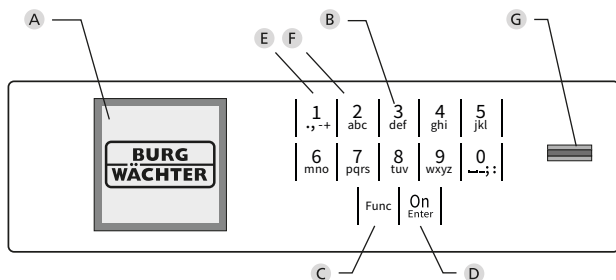 A
B
G
E F
1 2 3 4 5
.,-+ abc def ghi jkl
BURG
WÄCHTER
6 7 8 9 0
mno pqrs tuv wxyz ⎵–;:
Func On
Enter
C
D